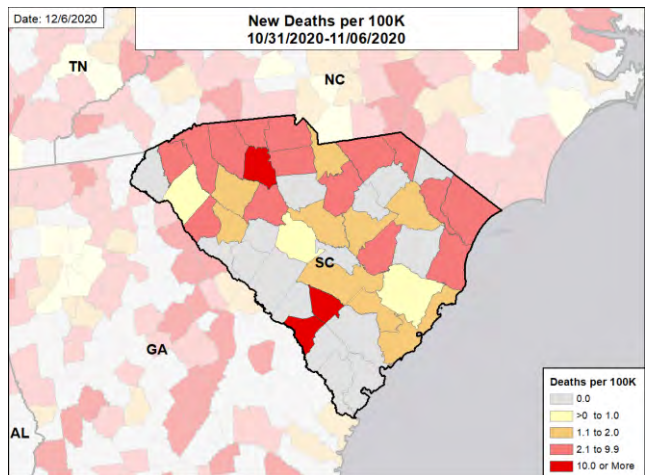 Date: 12/6/2020
New Deaths per 100K
10/31/2020-11/06/2020
TN
NC
SC
GA
AL
Deaths per 100K
0.0
>0 to 1.0
1.1 to 2.0
2.1 to 9.9
10.0 or More